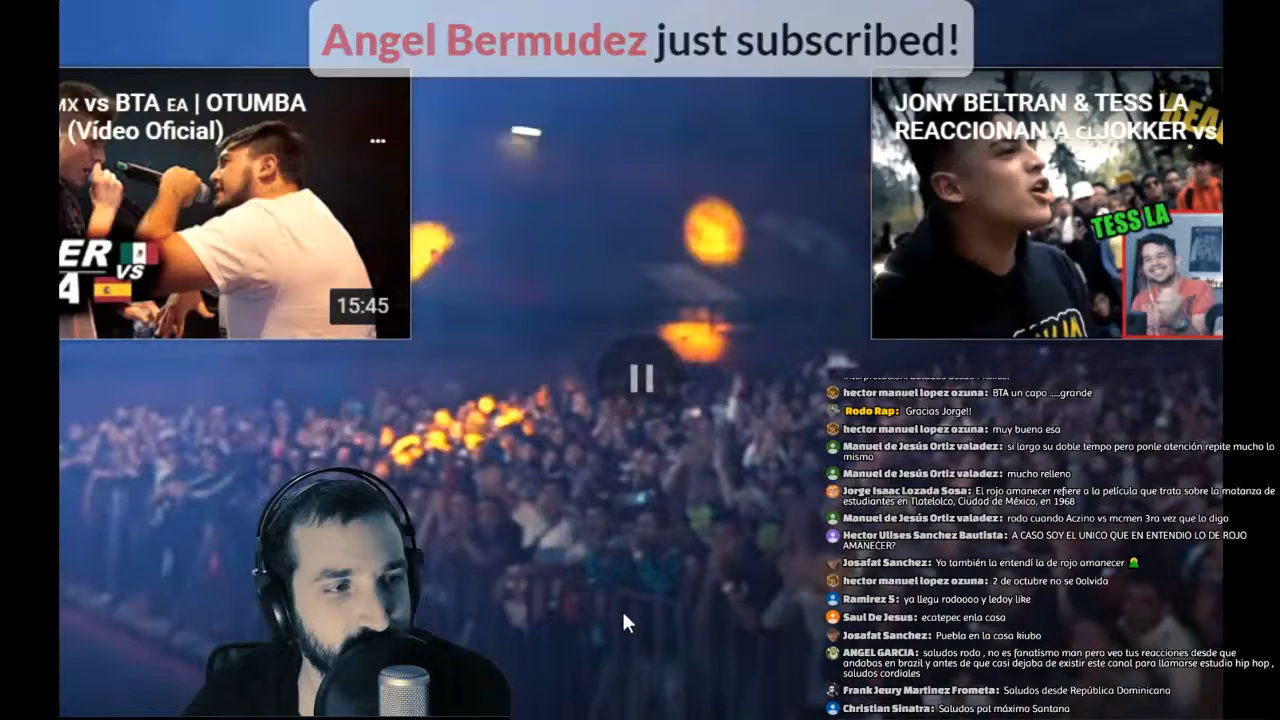 Angel Bermudez just subscribed!
MX vs BTA EA | OTUMBA
(Vídeo Oficial)
ER
VS
A
15:45
JONY BELTRAN & TESS LA
REACCIONAN A CLJOKKER vs
TESS LA
hector manuel lopez ozuna: BTA un capo .....grande
Rodo Rap: Gracias Jorge!!
hector manuel lopez ozuna: muy buena esa
Manuel de Jesús Ortiz valadez: si largo su doble tempo pero ponle atención repite mucho lo
mismo
Manuel de Jesús Ortiz valadez: mucho relleno
Jorge Isaac Lozada Sosa: El rojo amanecer refiere a la película que trata sobre la matanza de
estudiantes en Tlatelolco, Ciudad de México, en 1968
Manuel de Jesús Ortiz valadez: rodo cuando Aczino vs mcmen 3ra vez que lo digo
Hector Ulises Sanchez Bautista: A CASO SOY EL UNICO QUE EN ENTENDIO LO DE ROJO
AMANECER?
Josafat Sanchez: Yo también la entendí la de rojo amanecer
hector manuel lopez ozuna: 2 de octubre no se 0olvida
Ramirez S: ya llegu rodoooo y ledoy like
Saul De Jesus: ecatepec enla casa
Josafat Sanchez: Puebla en la casa kiubo
ANGEL GARCIA: saludos rodo , no es fanatismo man pero veo tus reacciones desde que
andabas en brazil y antes de que casi dejaba de existir este canal para llamarse estudio hip hop ,
saludos cordiales
Frank Jeury Martinez Frometa: Saludos desde República Dominicana
Christian Sinatra: Saludos pal máximo Santana